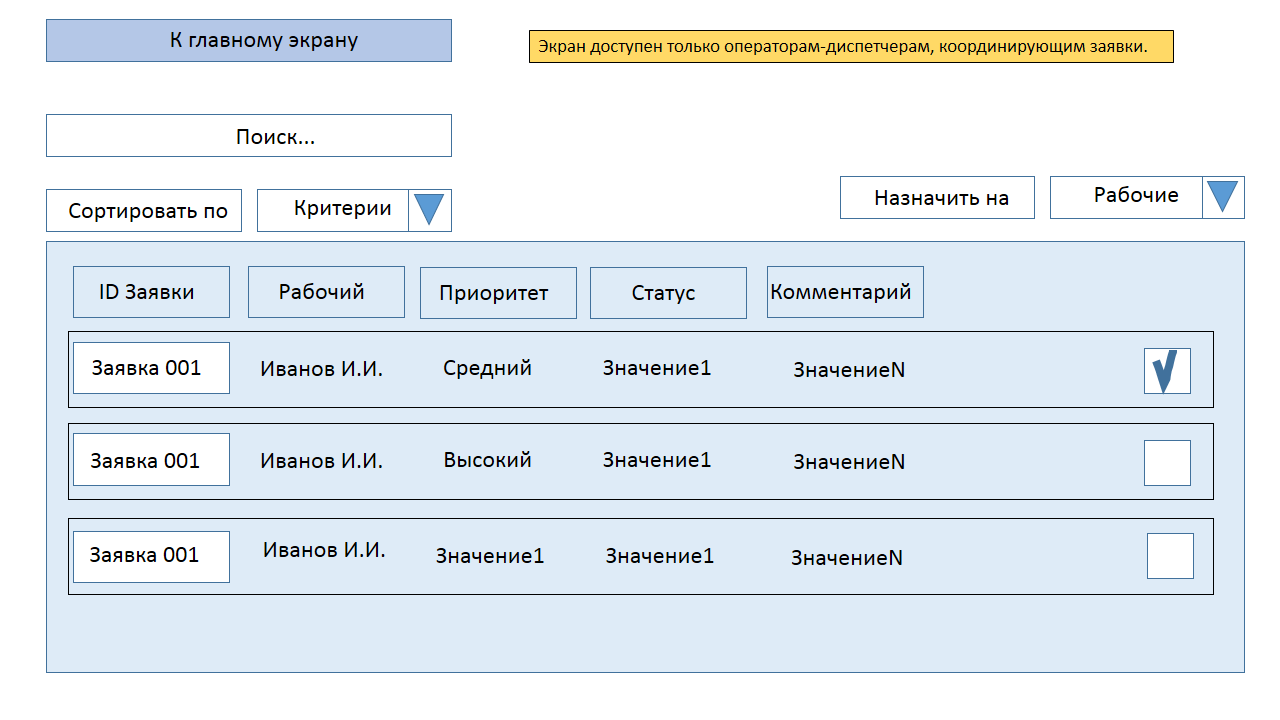 К главному экрану
Экран доступен только операторам-диспетчерам, координирующим заявки.
Поиск...
Сортировать по
Критерии
Назначить на
Рабочие
ID Заявки
Рабочий
Приоритет
Статус
Комментарий
Заявка 001
Иванов И.И.
Средний
Значение1
ЗначениеN
Заявка 001
Иванов И.И.
Высокий
Значение1
ЗначениеN
Заявка 001
Иванов И.И.
Значение1
Значение1
ЗначениеN